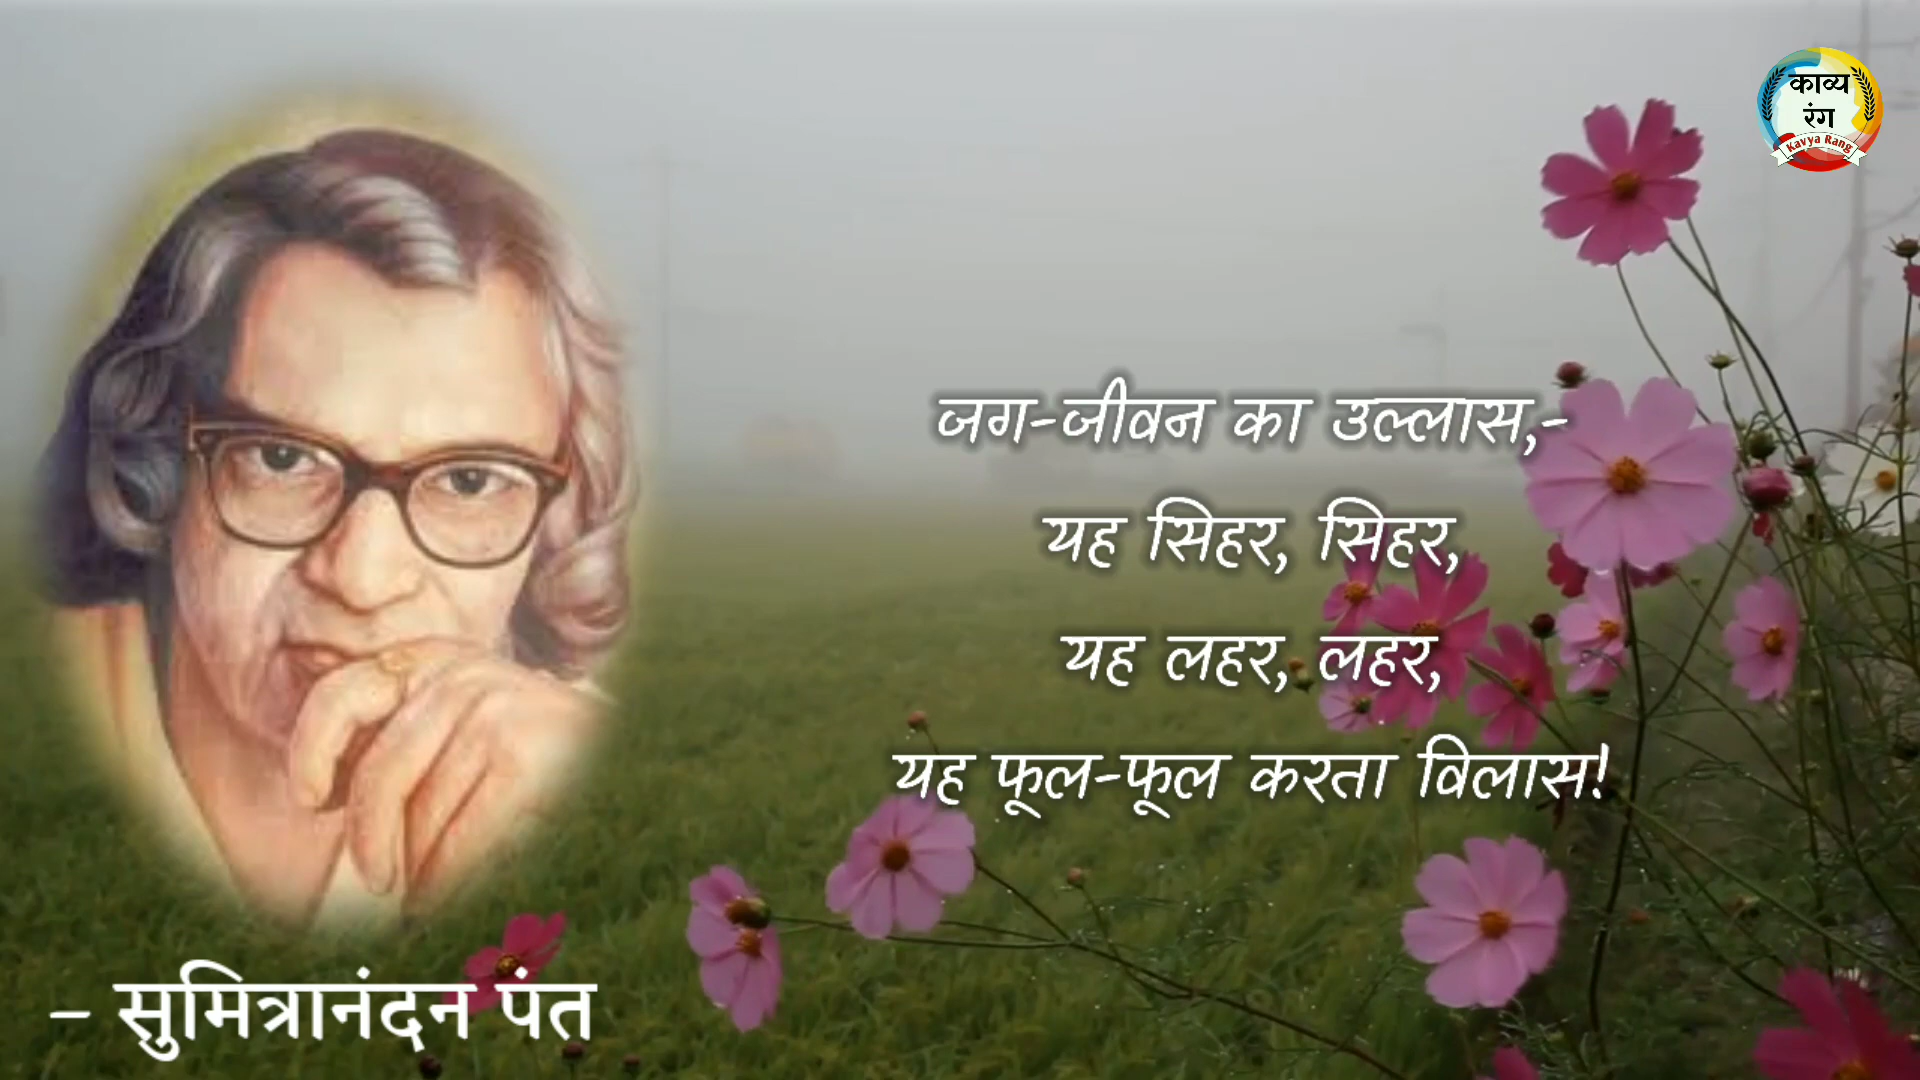 काव्य
रंग
Kavya Rang
जग-जीवन का उल्लास,-
यह सिहर, सिहर,
यह लहर, लहर,
यह फूल-फूल करता विलास!
– सुमित्रानंदन पंत